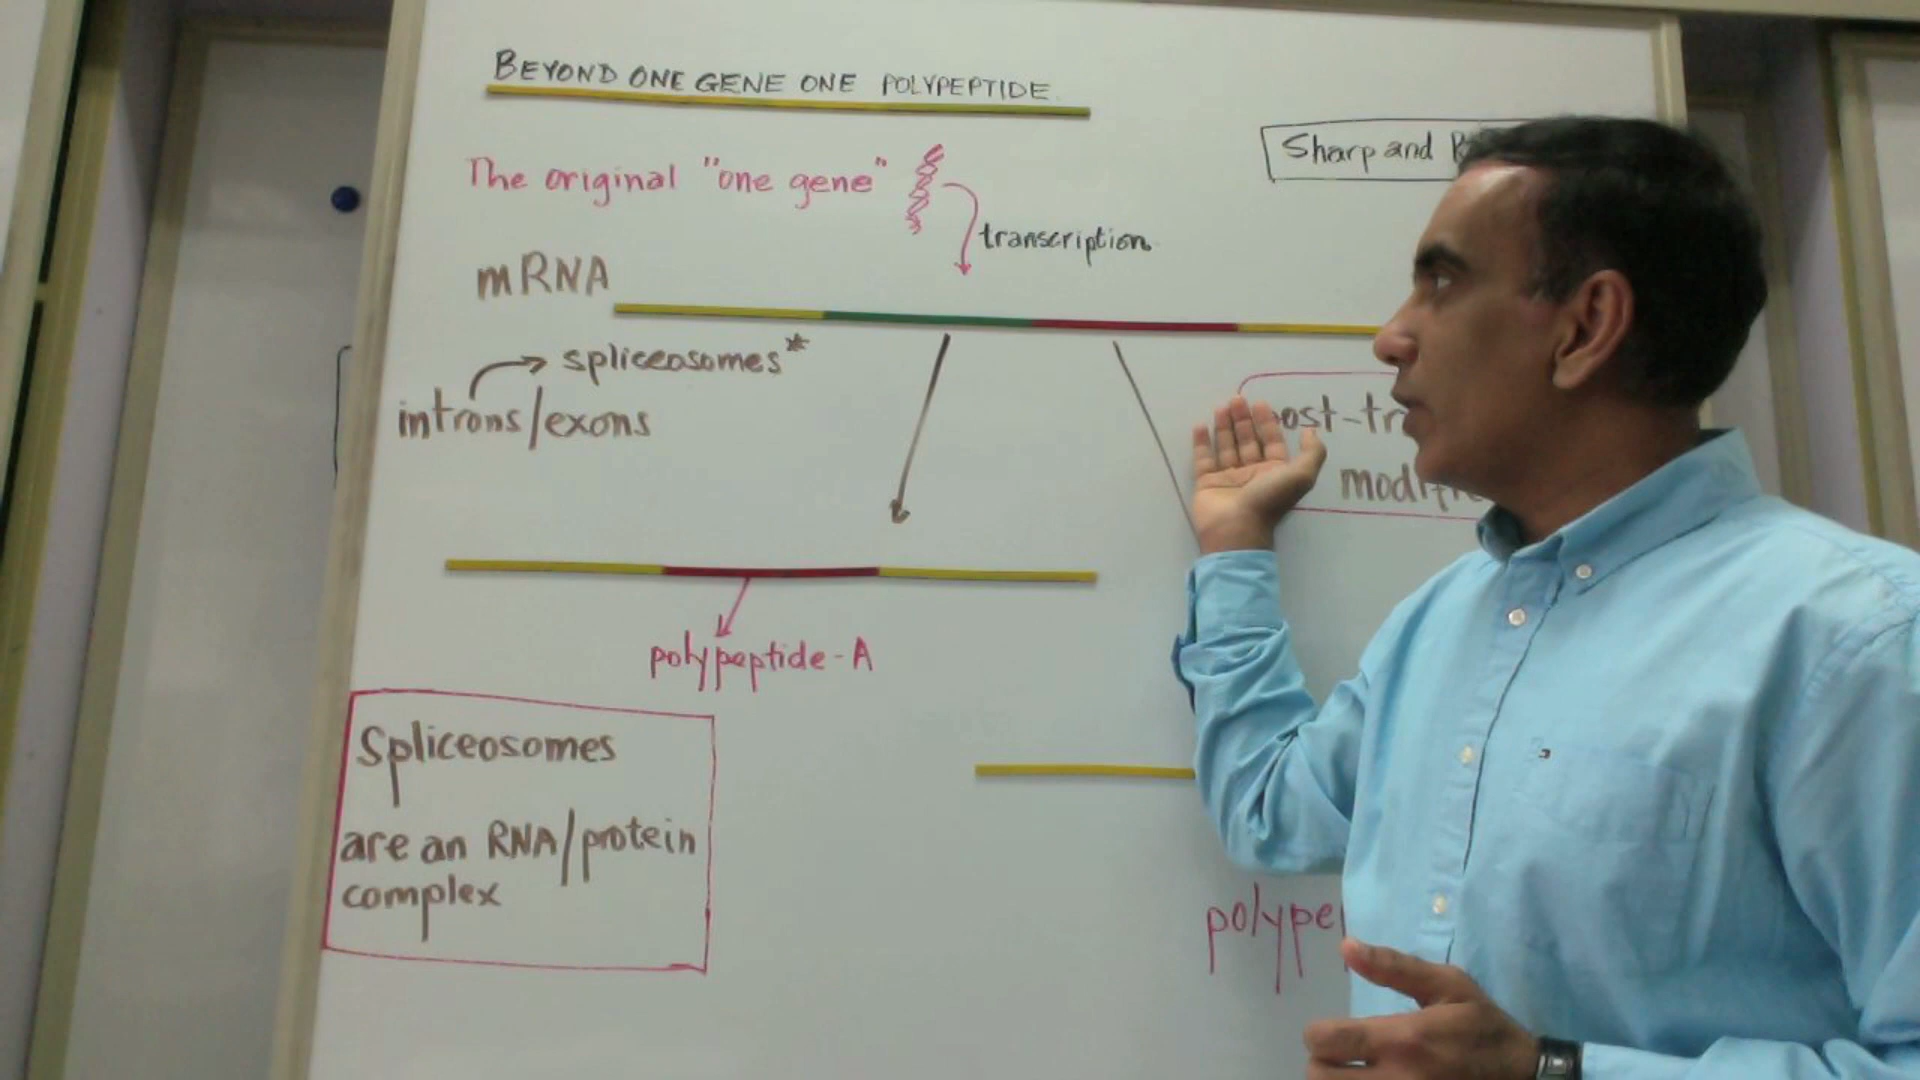 BEYOND ONE GENE ONE POLYPEPTIDE
The original "one gene"
transcription
Sharp and
mRNA
spliceosomes*
introns/exons
polypeptide-A
Spliceosomes
are an RNA/protein
complex